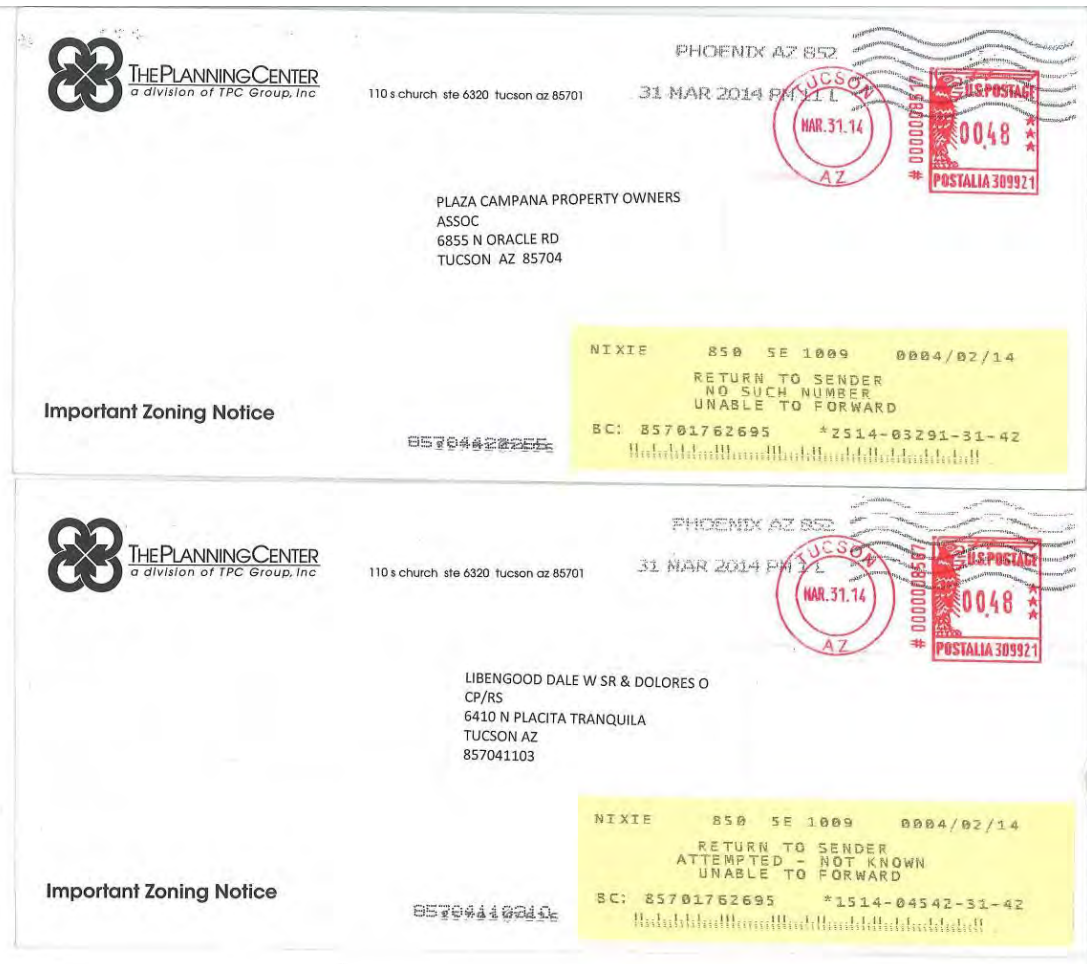 THE PLANNING CENTER
a division of TPC Group, Inc
110 s church ste 6320 tucson az 85701
PHOENIX AZ 852
31 MAR 2014 PM 11 L
TUCSON
MAR.31.14
AZ
# 000008517
U.S. POSTAGE
00.48
POSTALIA 309921
PLAZA CAMPANA PROPERTY OWNERS
ASSOC
6855 N ORACLE RD
TUCSON AZ 85704
NIXIE 850 5E 1009 0004/02/14
RETURN TO SENDER
NO SUCH NUMBER
UNABLE TO FORWARD
BC: 85701762695 *2514-03291-31-42
Important Zoning Notice
THE PLANNING CENTER
a division of TPC Group, Inc
110 s church ste 6320 tucson az 85701
PHOENIX AZ 852
31 MAR 2014 PM 1 L
TUCSON
MAR.31.14
AZ
U.S. POSTAGE
00.48
POSTALIA 309921
LIBENGOOD DALE W SR & DOLORES O
CP/RS
6410 N PLACITA TRANQUILA
TUCSON AZ
857041103
NIXIE 850 5E 1009 0004/02/14
RETURN TO SENDER
ATTEMPTED - NOT KNOWN
UNABLE TO FORWARD
BC: 85701762695 *1514-04542-31-42
Important Zoning Notice